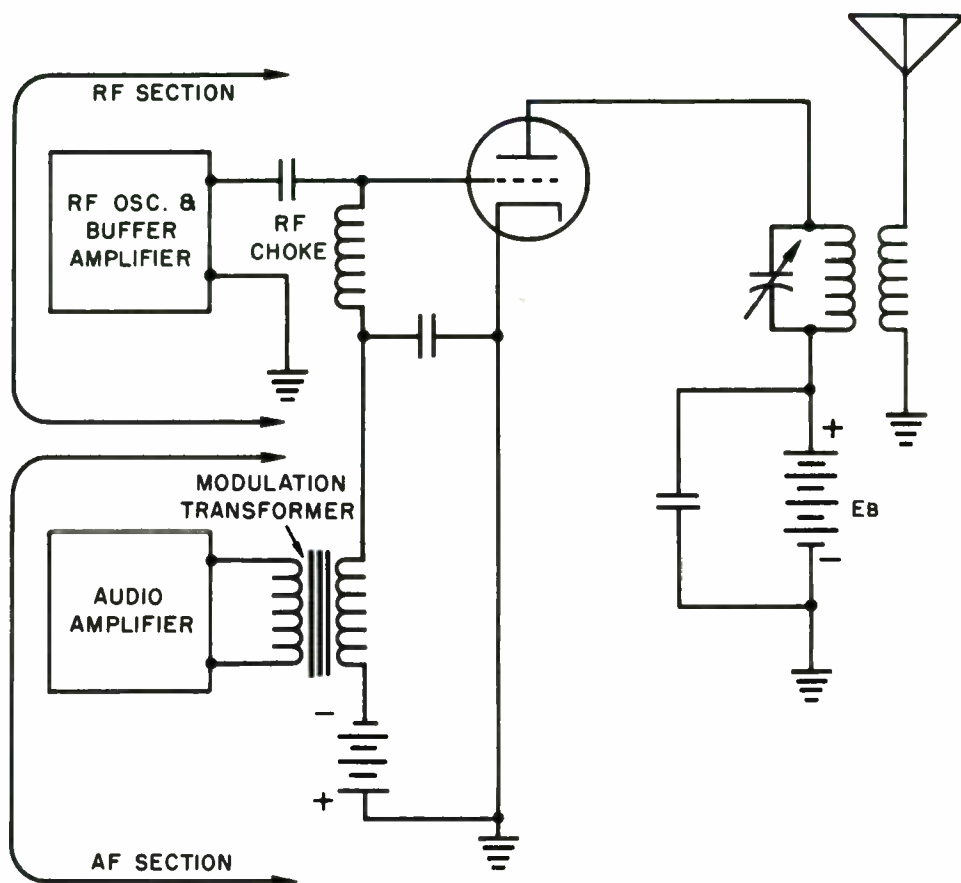 RF SECTION
RF OSC. &
BUFFER
AMPLIFIER
RF
CHOKE
MODULATION
TRANSFORMER
AUDIO
AMPLIFIER
−
+
+
EB
−
AF SECTION